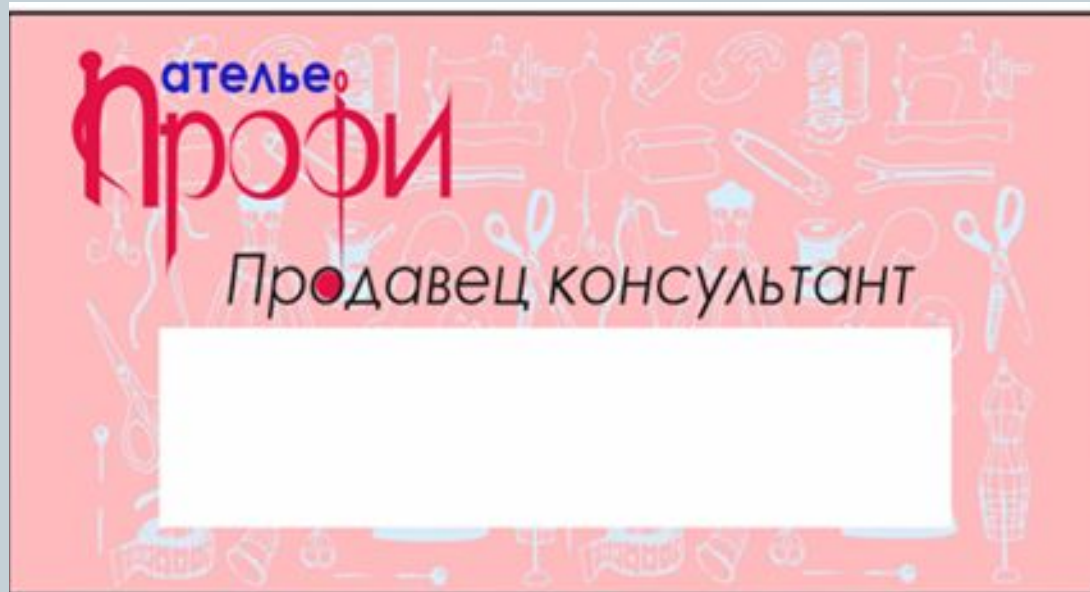 ателье
Профи
Продавец консультант